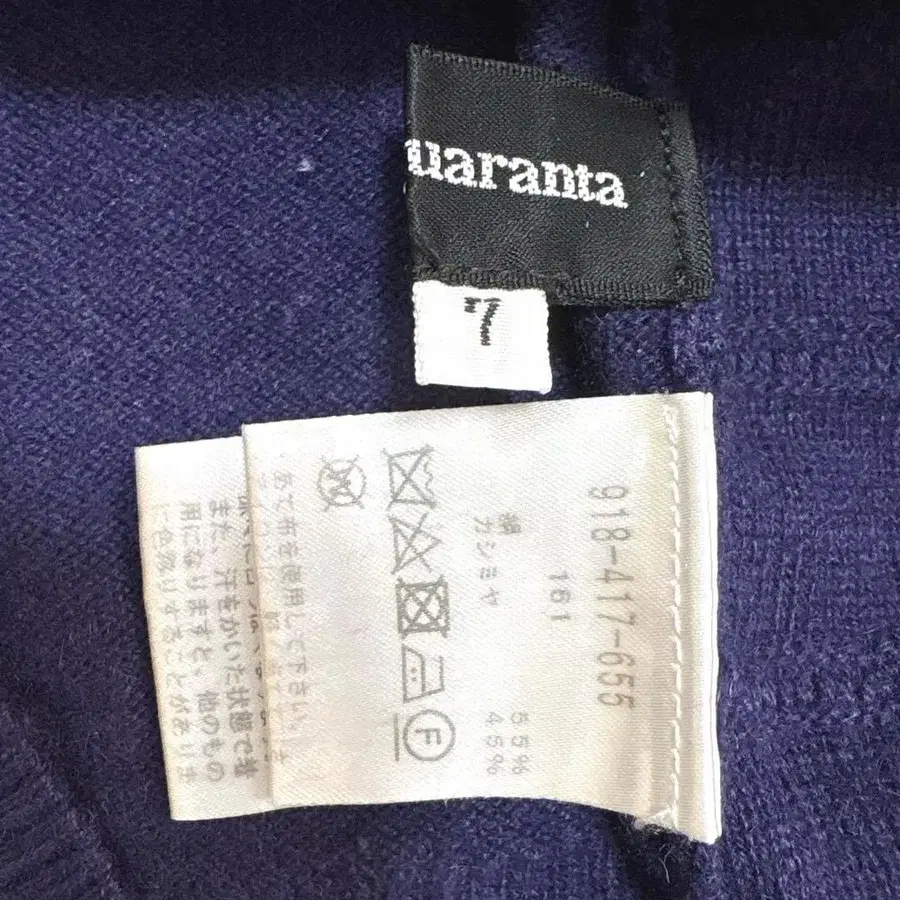 uaranta
7
918-417-655
161
絹 55%
カシミヤ 45%
F
あて布を使用して下さい。
また、汗をかいた状態で着
用になりますと、他のもの
に色移りすることがありま